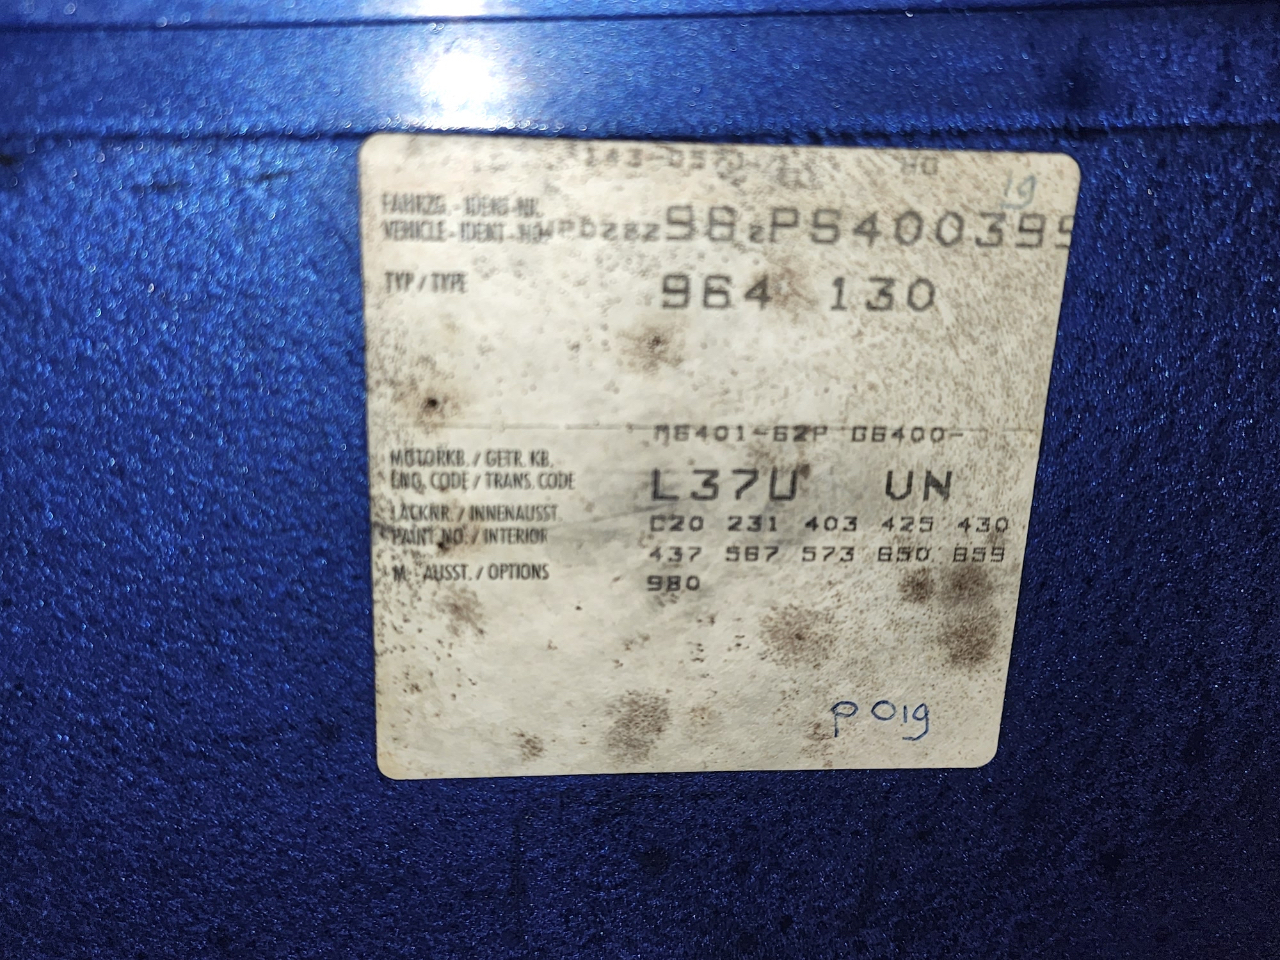 HG
19
FAHRZG.-IDENT-NR.
VEHICLE-IDENT.-NO. WP0ZZZ96ZPS400399
TYP / TYPE 964 130
M6401-62P G6400-
MOTORKB. / GETR. KB.
ENG. CODE / TRANS. CODE L37U UN
LACKNR. / INNENAUSST.
PAINT NO. / INTERIOR C20 231 403 425 430
437 567 573 650 659
M. AUSST. / OPTIONS 980
P019